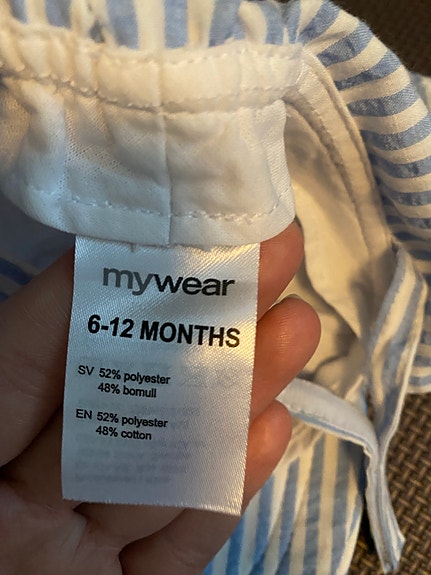 mywear
6-12 MONTHS
SV 52% polyester
48% bomull
EN 52% polyester
48% cotton